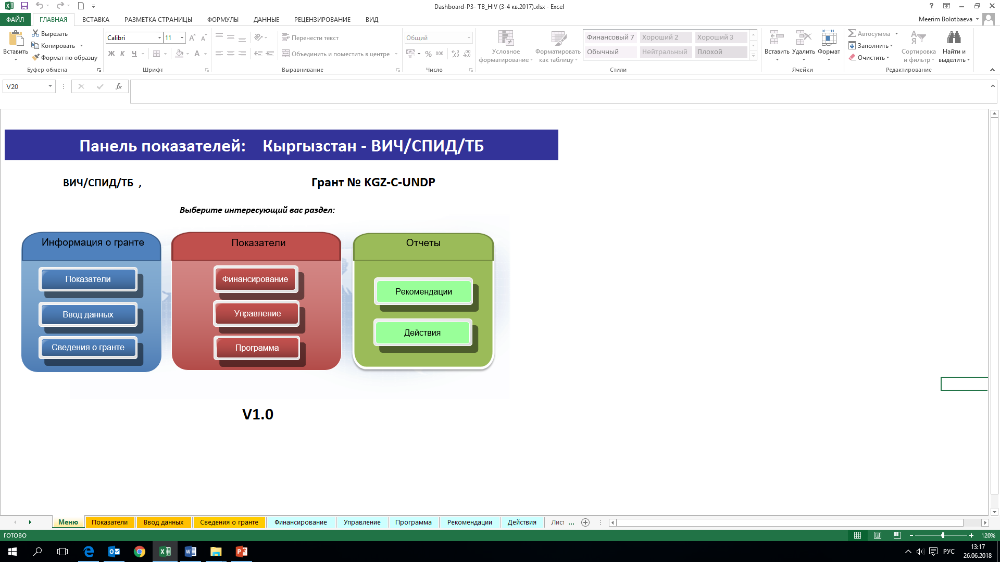 Dashboard-P3- TB_HIV (3-4 кв.2017).xlsx - Excel
ФАЙЛ ГЛАВНАЯ ВСТАВКА РАЗМЕТКА СТРАНИЦЫ ФОРМУЛЫ ДАННЫЕ РЕЦЕНЗИРОВАНИЕ ВИД Meerim Bolotbaeva
Вставить
Вырезать
Копировать
Формат по образцу
Буфер обмена
Calibri 11
Ж К Ч
Шрифт
Перенести текст
Объединить и поместить в центре
Выравнивание
Общий
% 000
Число
Условное форматирование
Форматировать как таблицу
Финансовый 7 Хороший 2 Хороший 3
Обычный Нейтральный Плохой
Стили
Вставить Удалить Формат
Ячейки
Автосумма
Заполнить
Очистить
Сортировка и фильтр
Найти и выделить
Редактирование
V20
fx
Панель показателей: Кыргызстан - ВИЧ/СПИД/ТБ
ВИЧ/СПИД/ТБ , Грант № KGZ-C-UNDP
Выберите интересующий вас раздел:
Информация о гранте
Показатели
Ввод данных
Сведения о гранте
Показатели
Финансирование
Управление
Программа
Отчеты
Рекомендации
Действия
V1.0
Меню Показатели Ввод данных Сведения о гранте Финансирование Управление Программа Рекомендации Действия Лист ...
ГОТОВО 120%
РУС
13:17
26.06.2018